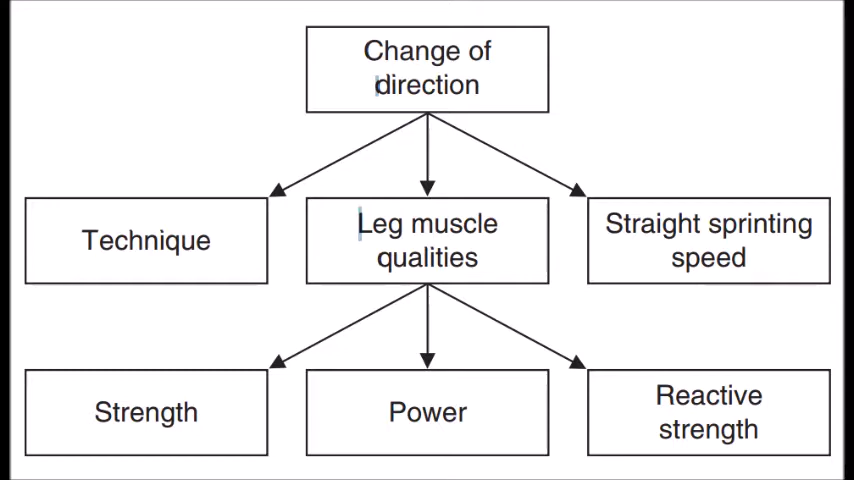 Change of
direction
Technique
Leg muscle
qualities
Straight sprinting
speed
Strength
Power
Reactive
strength